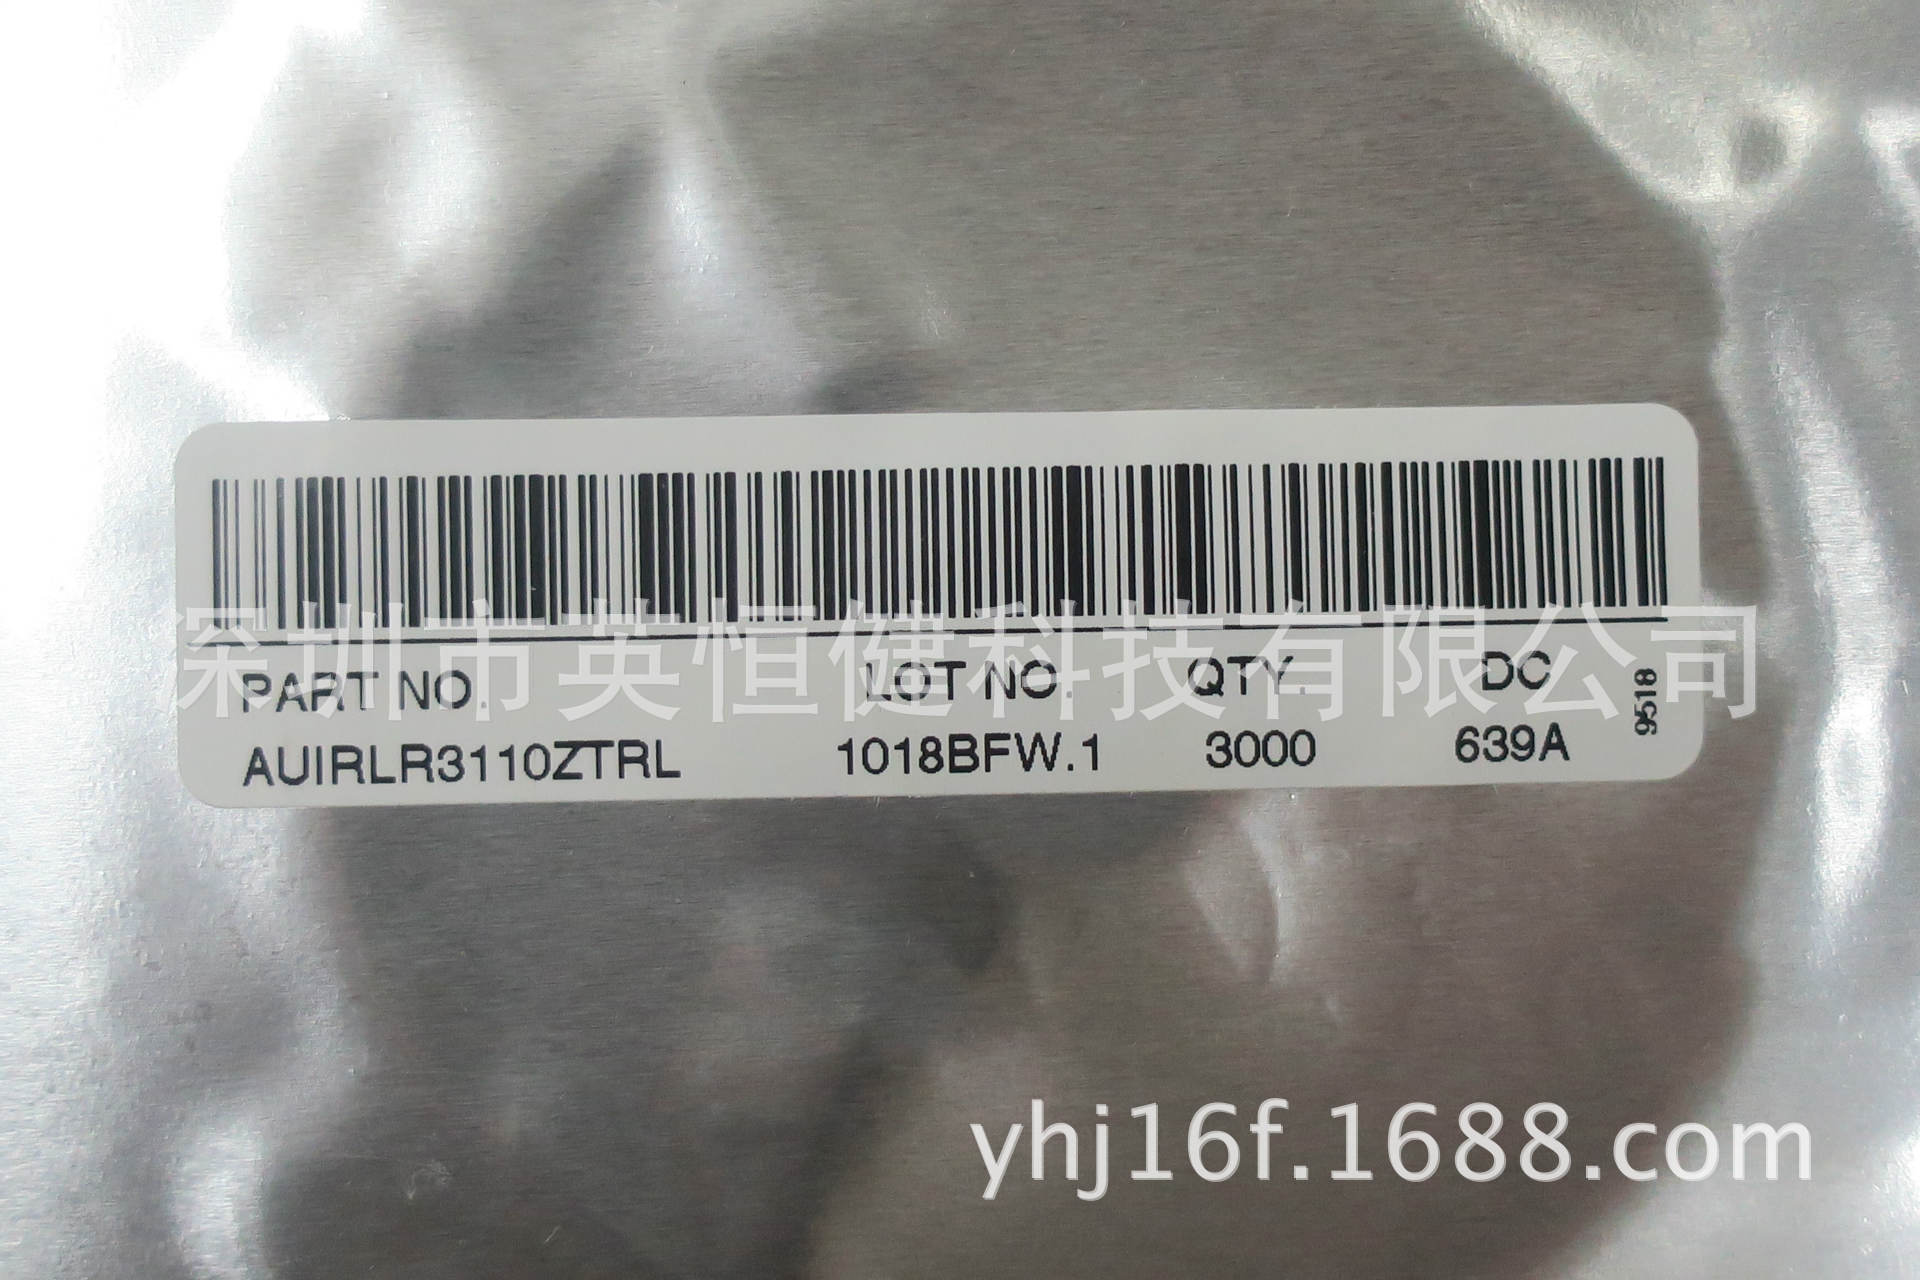 深圳市英恒健科技有限公司
PART NO. LOT NO. QTY. DC
AUIRLR3110ZTRL 1018BFW.1 3000 639A
9518
yhj16f.1688.com